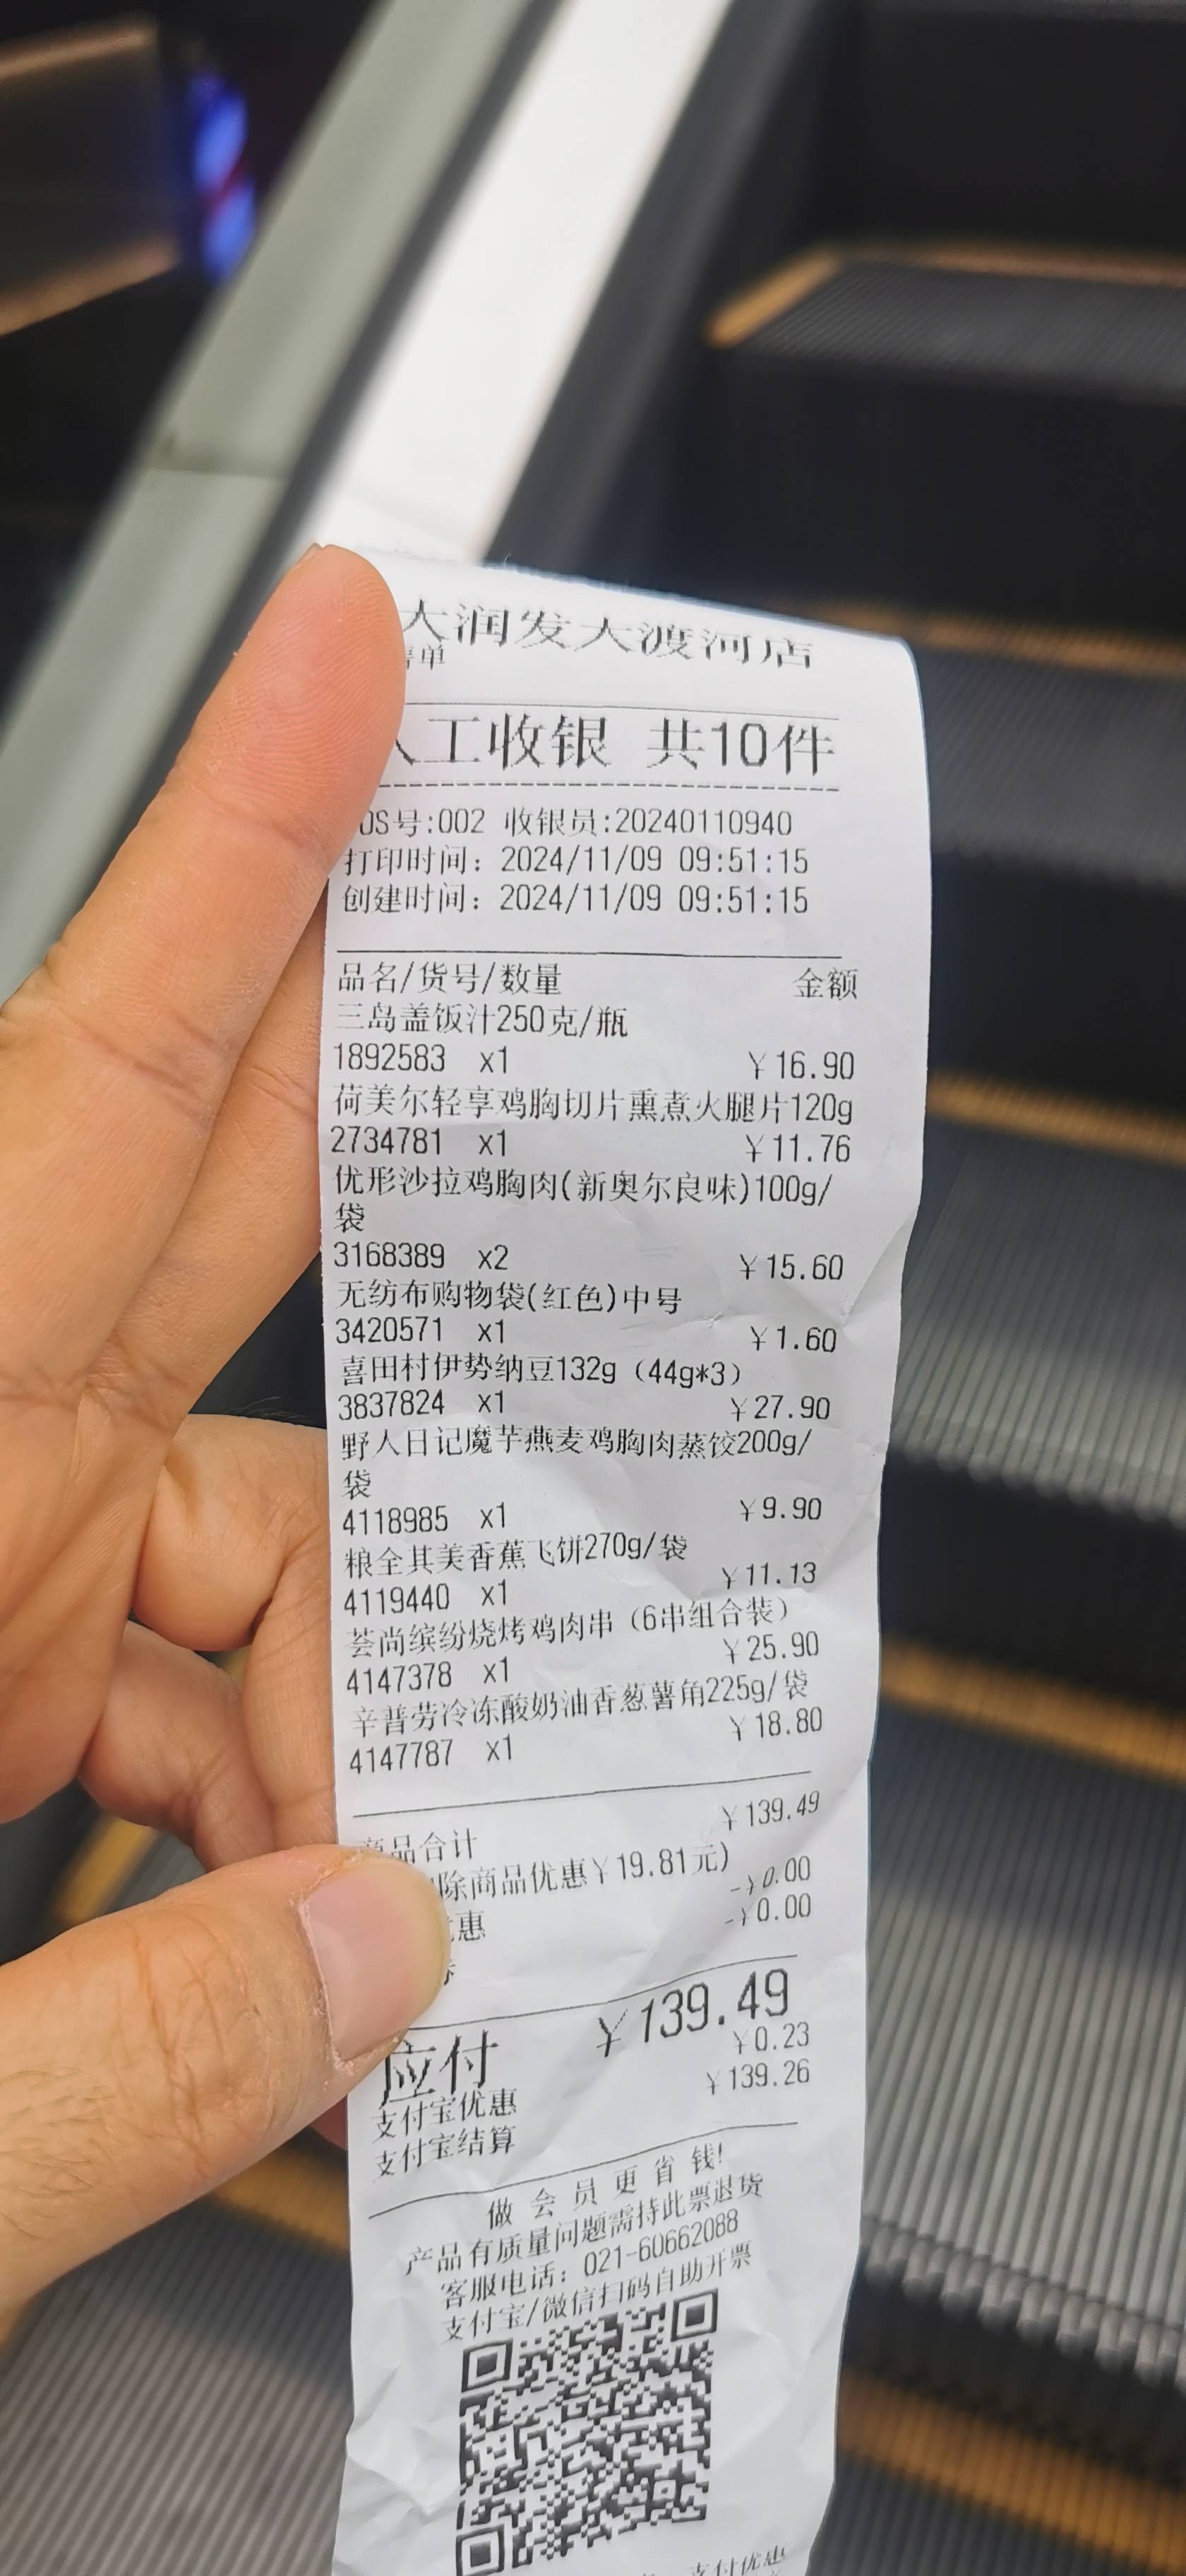 大润发大渡河店
售单
人工收银 共10件
OS号:002 收银员:20240110940
打印时间：2024/11/09 09:51:15
创建时间：2024/11/09 09:51:15
品名/货号/数量 金额
三岛盖饭汁250克/瓶
1892583 x1 ￥16.90
荷美尔轻享鸡胸切片熏煮火腿片120g
2734781 x1 ￥11.76
优形沙拉鸡胸肉(新奥尔良味)100g/
袋
3168389 x2 ￥15.60
无纺布购物袋(红色)中号
3420571 x1 ￥1.60
喜田村伊势纳豆132g（44g*3）
3837824 x1 ￥27.90
野人日记魔芋燕麦鸡胸肉蒸饺200g/
袋
4118985 x1 ￥9.90
粮全其美香蕉飞饼270g/袋
4119440 x1 ￥11.13
荟尚缤纷烧烤鸡肉串（6串组合装）
4147378 x1 ￥25.90
辛普劳冷冻酸奶油香葱薯角225g/袋
4147787 x1 ￥18.80
商品合计 ￥139.49
除商品优惠￥19.81元)
惠 -￥0.00
-￥0.00
应付 ￥139.49
支付宝优惠 ￥0.23
支付宝结算 ￥139.26
做会员更省钱!
产品有质量问题需持此票退货
客服电话：021-60662088
支付宝/微信扫码自助开票
支付优惠